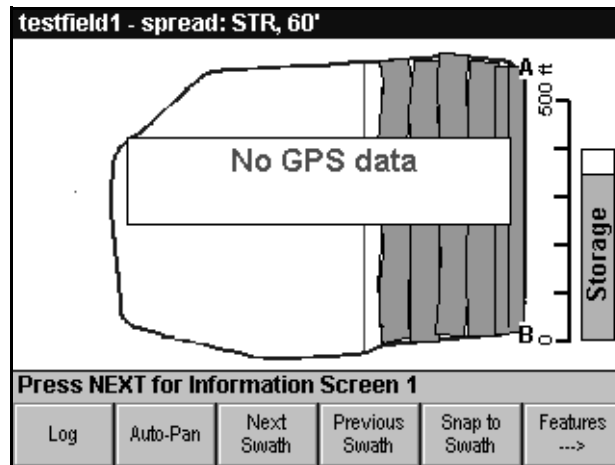 testfield1 - spread: STR, 60'
A
500 ft
No GPS data
Storage
B
0
Press NEXT for Information Screen 1
Log
Auto-Pan
Next
Swath
Previous
Swath
Snap to
Swath
Features
--->